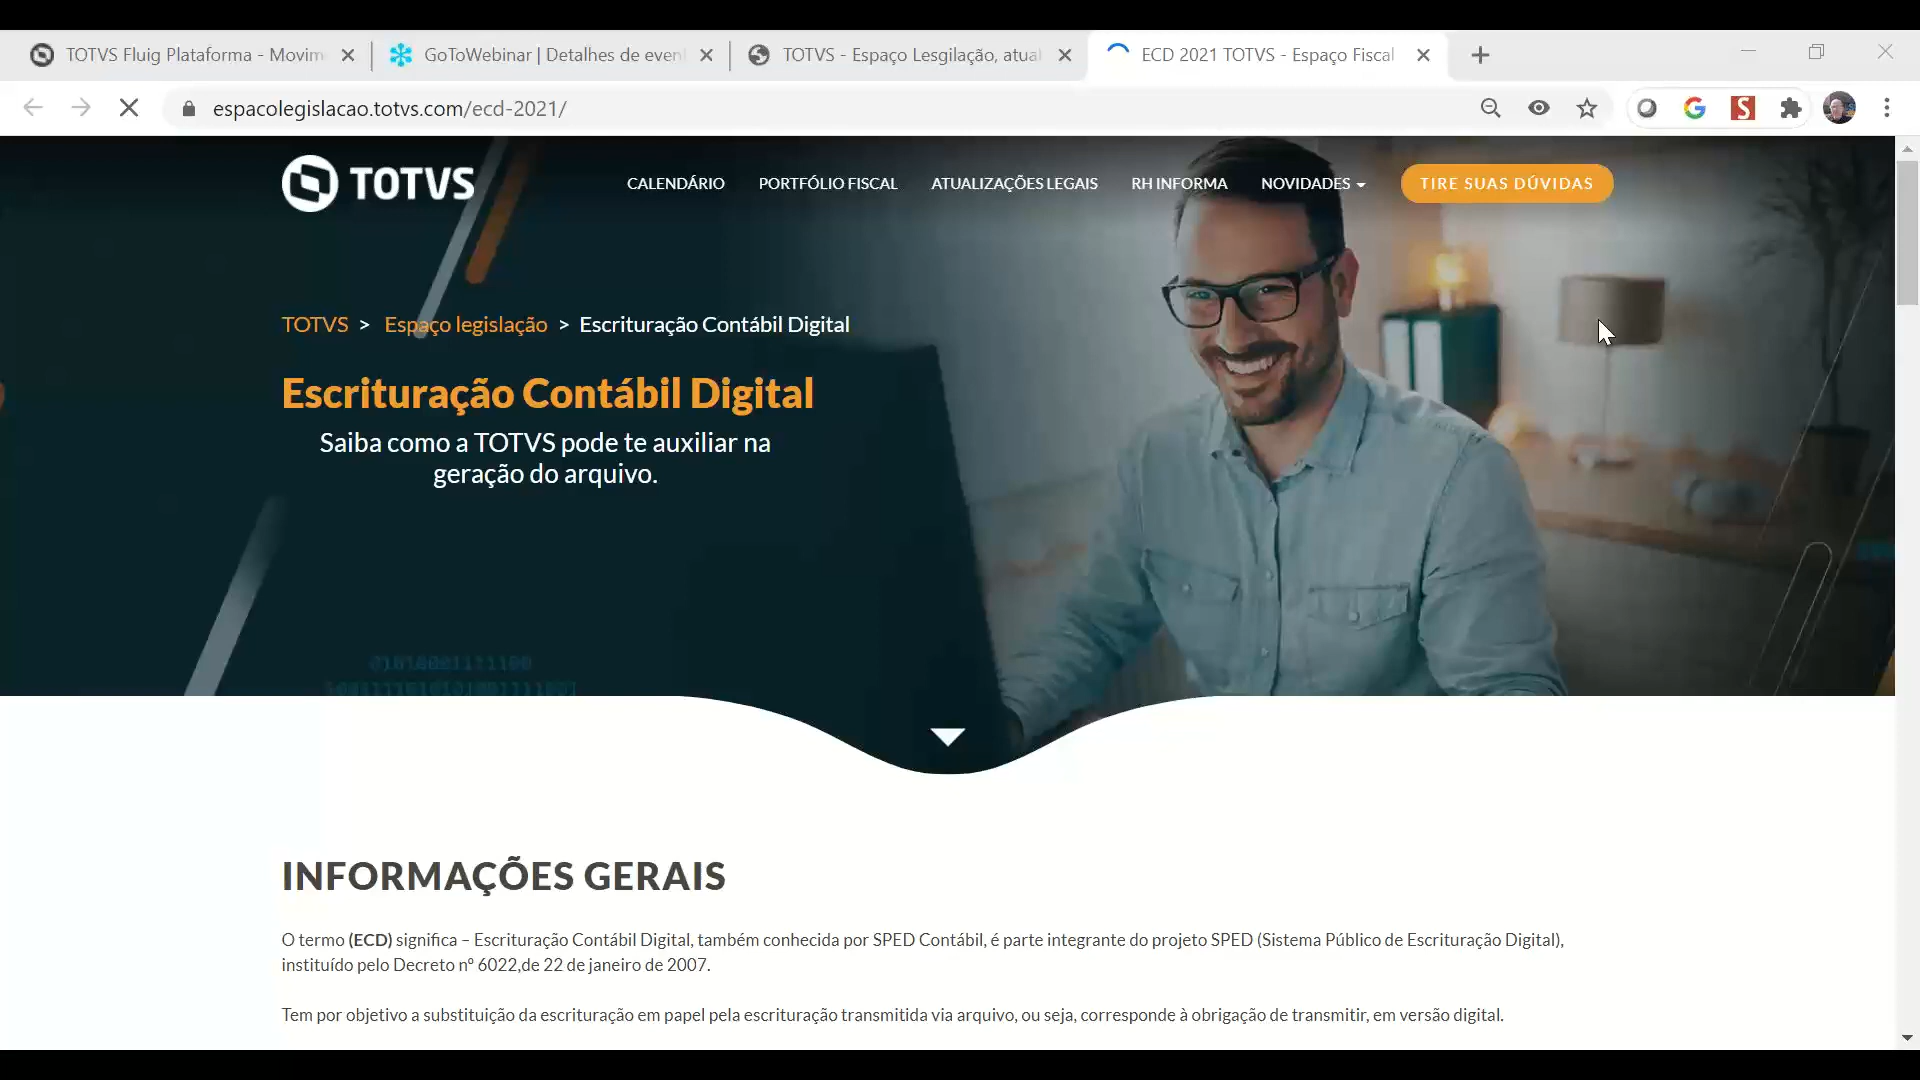 TOTVS Fluig Plataforma - Movim
GoToWebinar | Detalhes de even
TOTVS - Espaço Lesgilação, atual
ECD 2021 TOTVS - Espaço Fiscal
espacolegislacao.totvs.com/ecd-2021/
TOTVS
CALENDÁRIO
PORTFÓLIO FISCAL
ATUALIZAÇÕES LEGAIS
RH INFORMA
NOVIDADES
TIRE SUAS DÚVIDAS
TOTVS > Espaço legislação > Escrituração Contábil Digital
Escrituração Contábil Digital
Saiba como a TOTVS pode te auxiliar na
geração do arquivo.
INFORMAÇÕES GERAIS
O termo (ECD) significa – Escrituração Contábil Digital, também conhecida por SPED Contábil, é parte integrante do projeto SPED (Sistema Público de Escrituração Digital),
instituído pelo Decreto nº 6022,de 22 de janeiro de 2007.
Tem por objetivo a substituição da escrituração em papel pela escrituração transmitida via arquivo, ou seja, corresponde à obrigação de transmitir, em versão digital.